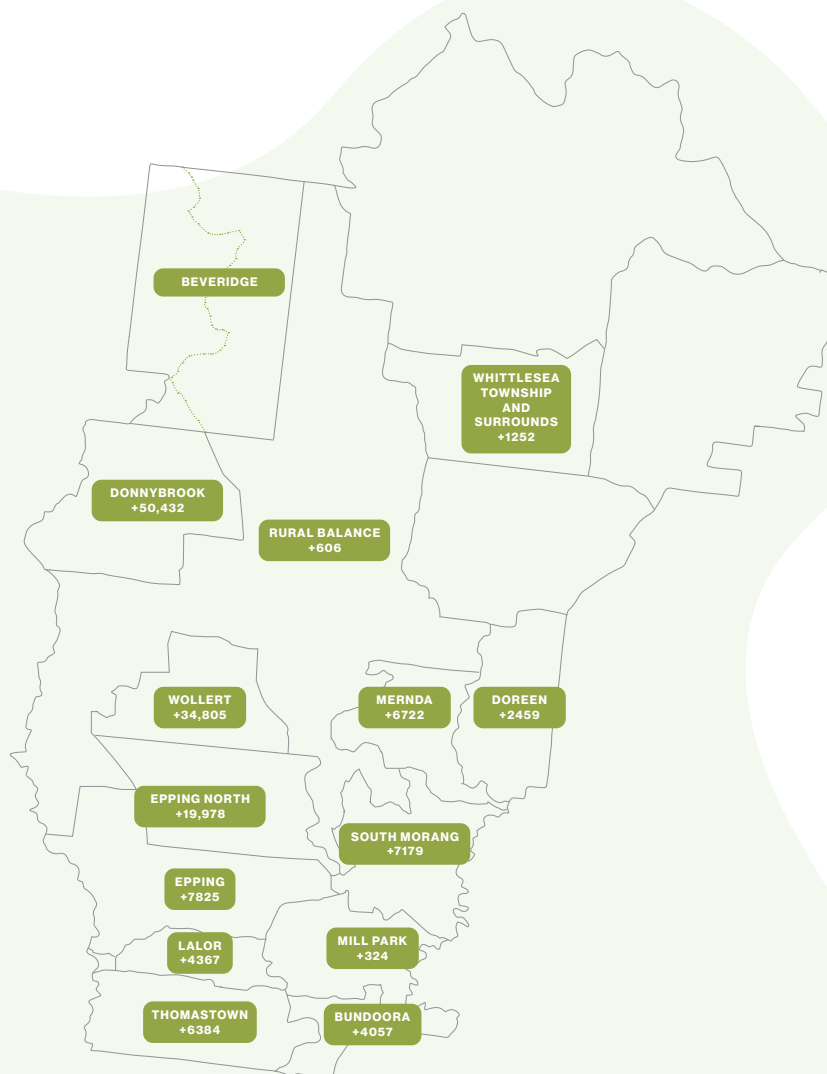 BEVERIDGE
WHITTLESEA
TOWNSHIP
AND
SURROUNDS
+1252
DONNYBROOK
+50,432
RURAL BALANCE
+606
WOLLERT
+34,805
MERNDA
+6722
DOREEN
+2459
EPPING NORTH
+19,978
SOUTH MORANG
+7179
EPPING
+7825
LALOR
+4367
MILL PARK
+324
THOMASTOWN
+6384
BUNDOORA
+4057